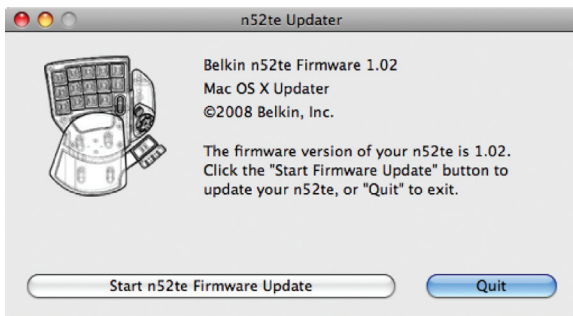 n52te Updater
Belkin n52te Firmware 1.02
Mac OS X Updater
©2008 Belkin, Inc.
The firmware version of your n52te is 1.02.
Click the "Start Firmware Update" button to
update your n52te, or "Quit" to exit.
Start n52te Firmware Update
Quit